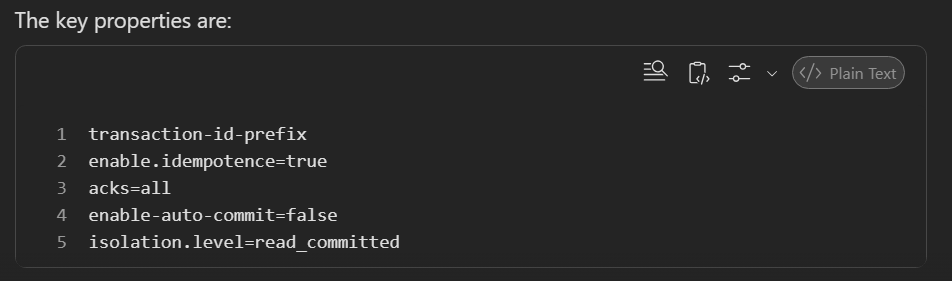 The key properties are:
</> Plain Text
1 transaction-id-prefix
2 enable.idempotence=true
3 acks=all
4 enable-auto-commit=false
5 isolation.level=read_committed